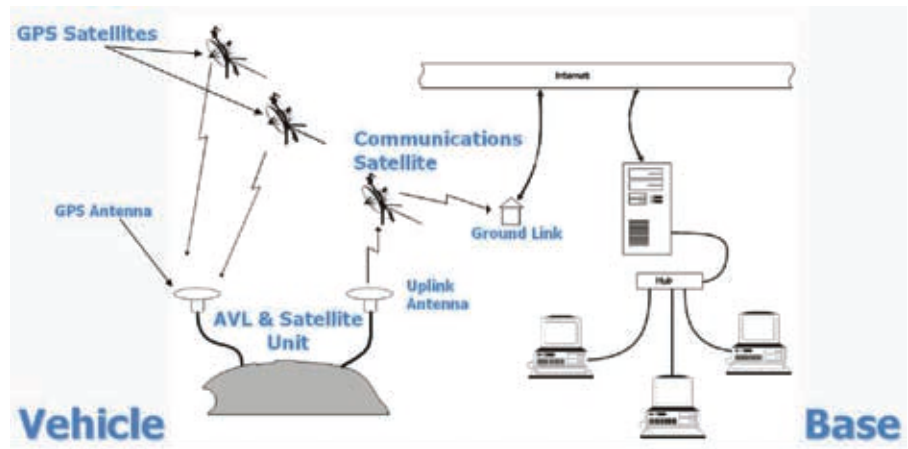 GPS Satellites
Internet
Communications
Satellite
GPS Antenna
Ground Link
Uplink
Antenna
Hub
AVL & Satellite
Unit
Vehicle
Base